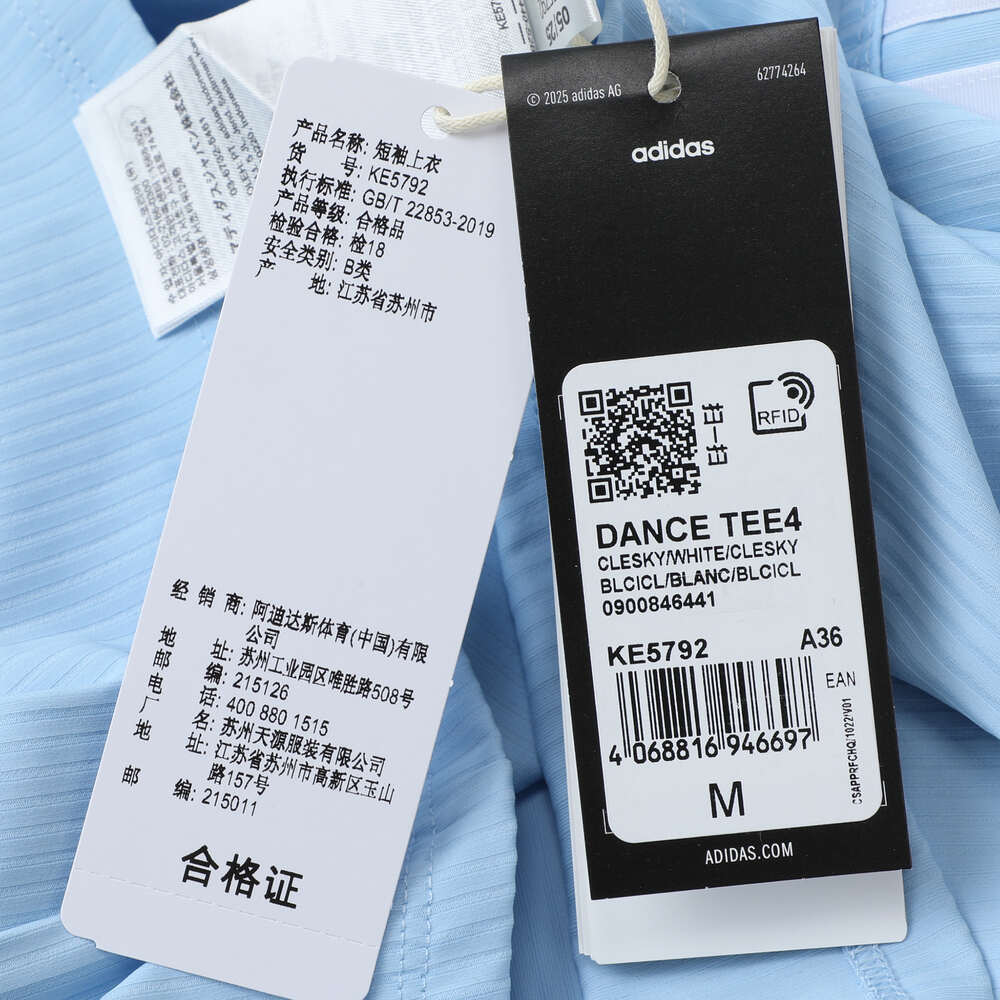 产品名称: 短袖上衣
货 号: KE5792
执行标准: GB/T 22853-2019
产品等级: 合格品
检验合格: 检18
安全类别: B类
产 地: 江苏省苏州市
经 销 商: 阿迪达斯体育(中国)有限
公司
地 址: 苏州工业园区唯胜路508号
邮 编: 215126
电 话: 400 880 1515
厂 名: 苏州天源服装有限公司
地 址: 江苏省苏州市高新区玉山
路157号
邮 编: 215011
合格证
© 2025 adidas AG
62774264
adidas
RFID
DANCE TEE4
CLESKY/WHITE/CLESKY
BLCICL/BLANC/BLCICL
0900846441
KE5792
A36
EAN
4 068816 946697
CSAPPRFCHQ/1022/V01
M
ADIDAS.COM
05/25